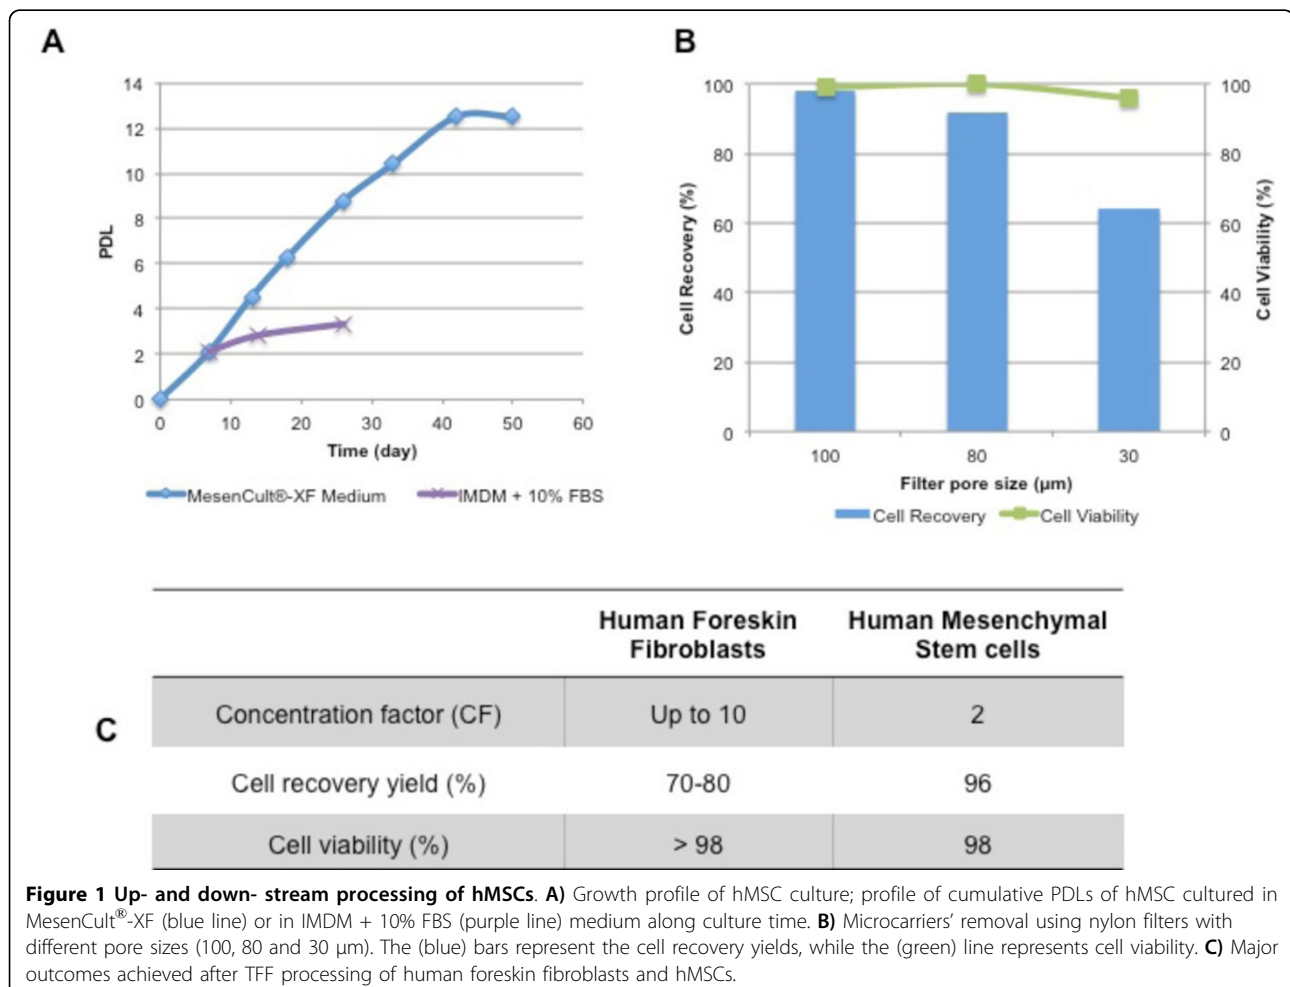 A
PDL
14
12
10
8
6
4
2
0
0 10 20 30 40 50 60
Time (day)
MesenCult®-XF Medium IMDM + 10% FBS
B
Cell Recovery (%)
100
80
60
40
20
0
100 80 30
Filter pore size (µm)
100
80
60
40
20
0
Cell Viability (%)
Cell Recovery Cell Viability
C
Human Foreskin Fibroblasts Human Mesenchymal Stem cells
Concentration factor (CF) Up to 10 2
Cell recovery yield (%) 70-80 96
Cell viability (%) > 98 98
Figure 1 Up- and down- stream processing of hMSCs. A) Growth profile of hMSC culture; profile of cumulative PDLs of hMSC cultured in
MesenCult®-XF (blue line) or in IMDM + 10% FBS (purple line) medium along culture time. B) Microcarriers' removal using nylon filters with
different pore sizes (100, 80 and 30 µm). The (blue) bars represent the cell recovery yields, while the (green) line represents cell viability. C) Major
outcomes achieved after TFF processing of human foreskin fibroblasts and hMSCs.